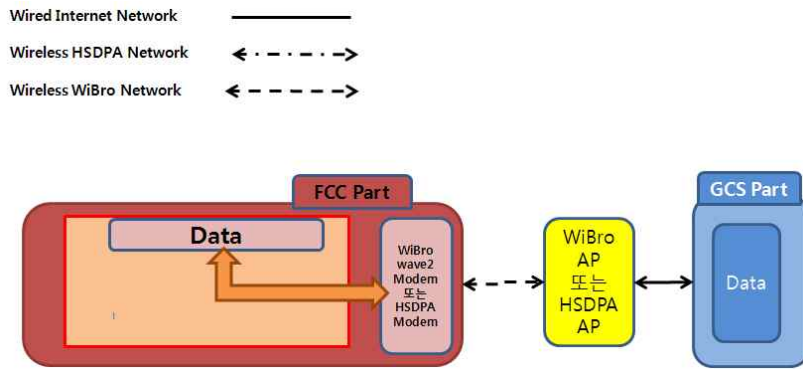 Wired Internet Network
Wireless HSDPA Network
Wireless WiBro Network
FCC Part
GCS Part
Data
WiBro
wave2
Modem
또는
HSDPA
Modem
WiBro
AP
또는
HSDPA
AP
Data